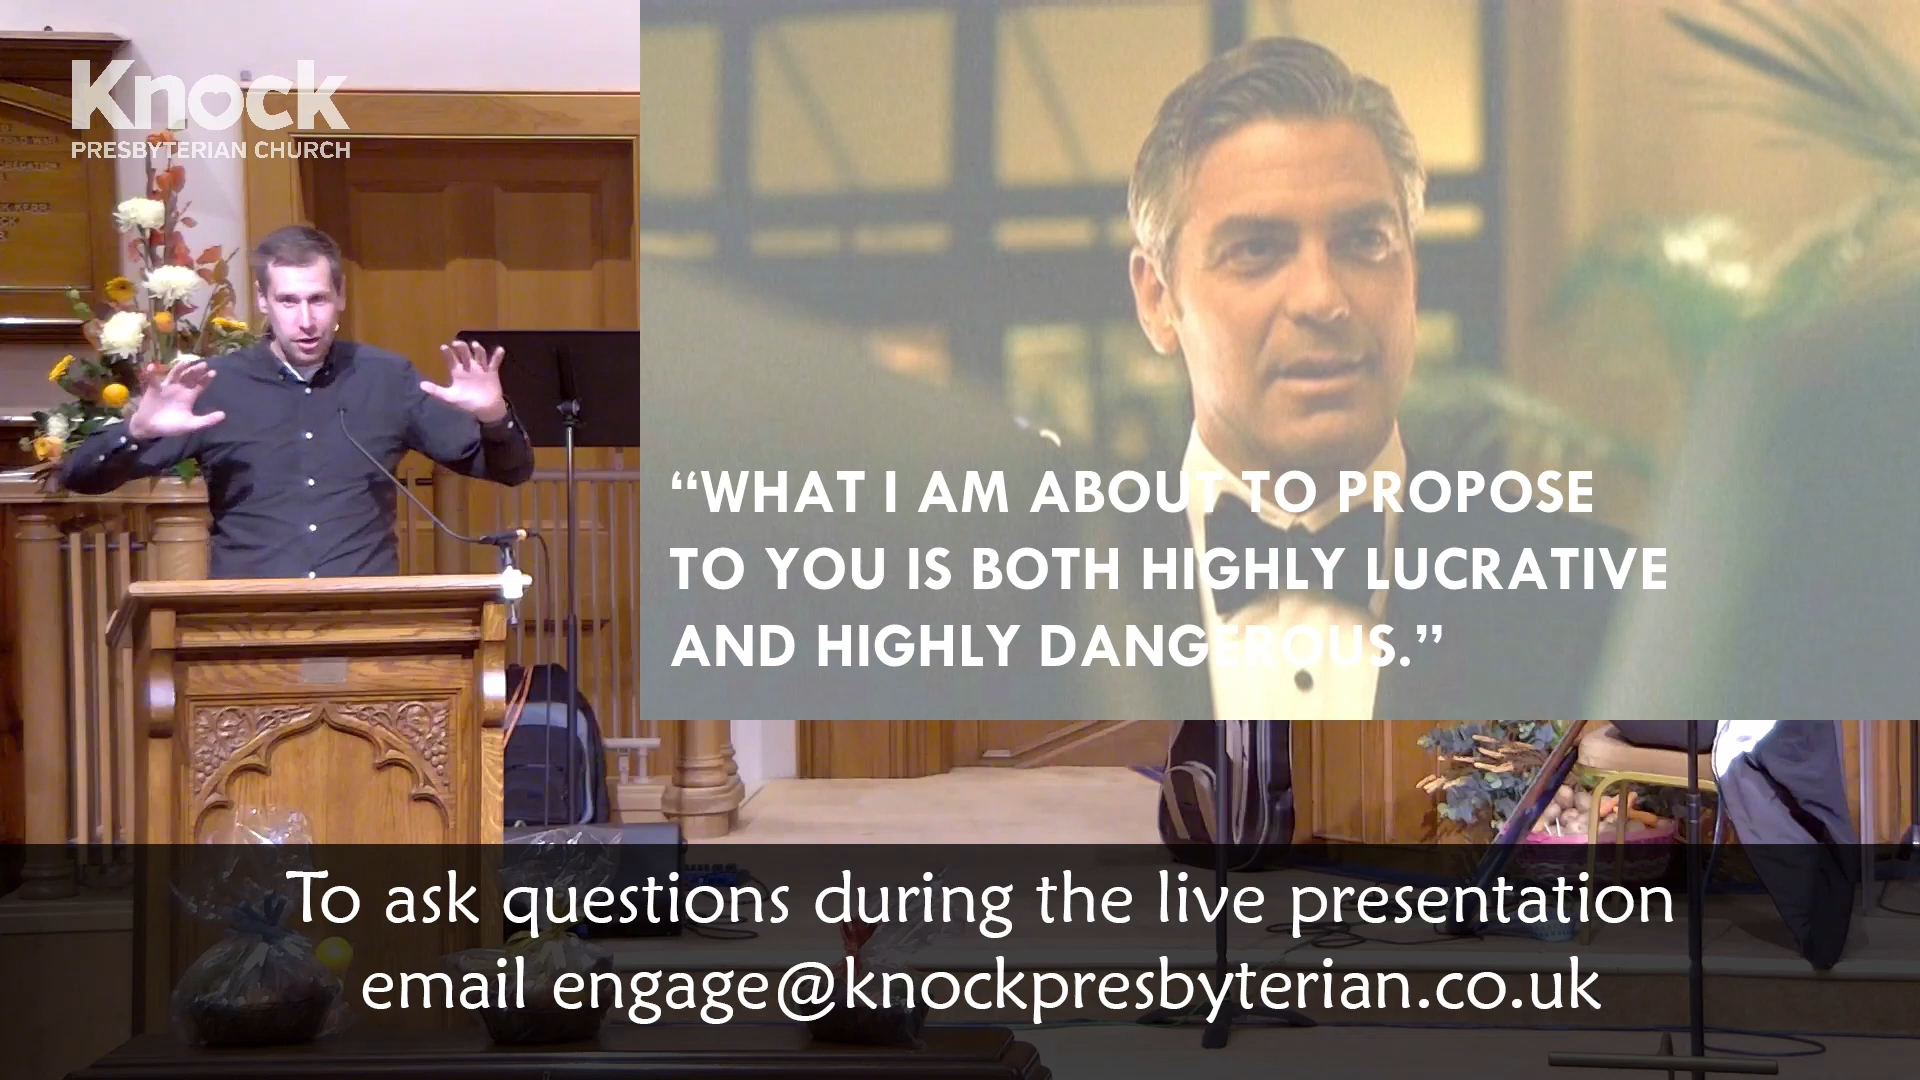 Knock
PRESBYTERIAN CHURCH
“WHAT I AM ABOUT TO PROPOSE
TO YOU IS BOTH HIGHLY LUCRATIVE
AND HIGHLY DANGEROUS.”
To ask questions during the live presentation
email engage@knockpresbyterian.co.uk